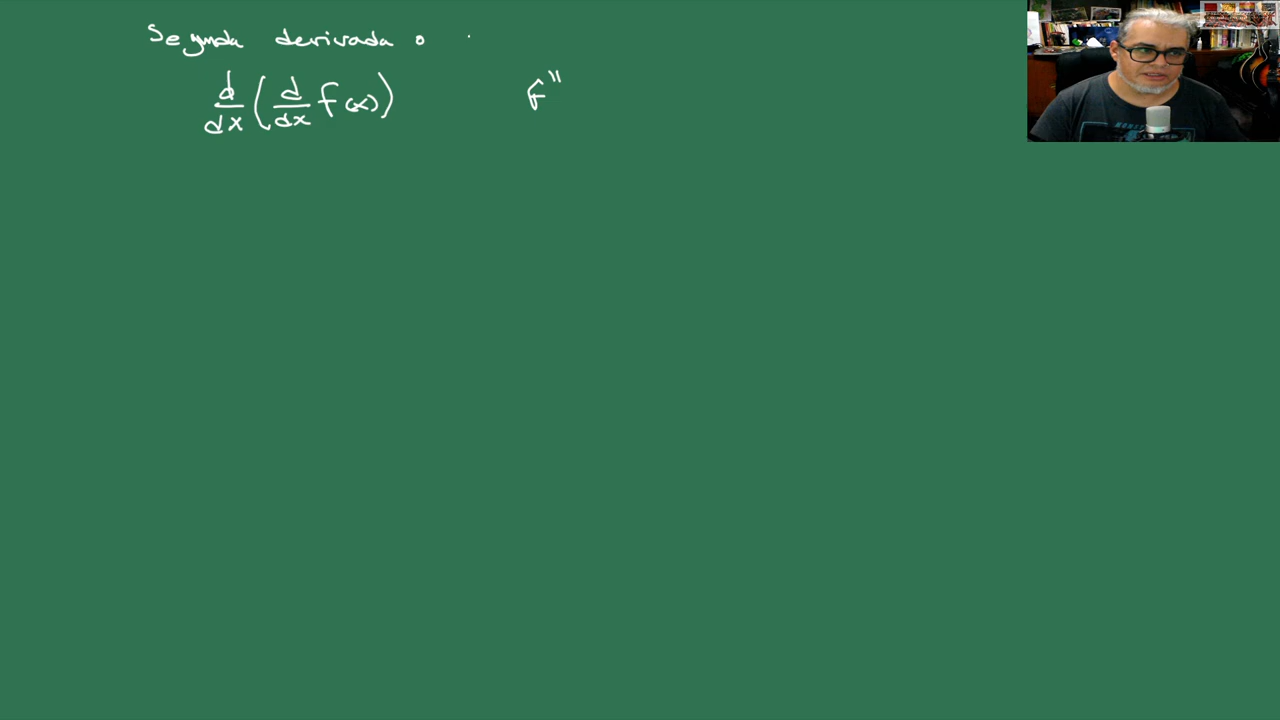 Segunda derivada o
d/dx (d/dx f(x)) f''